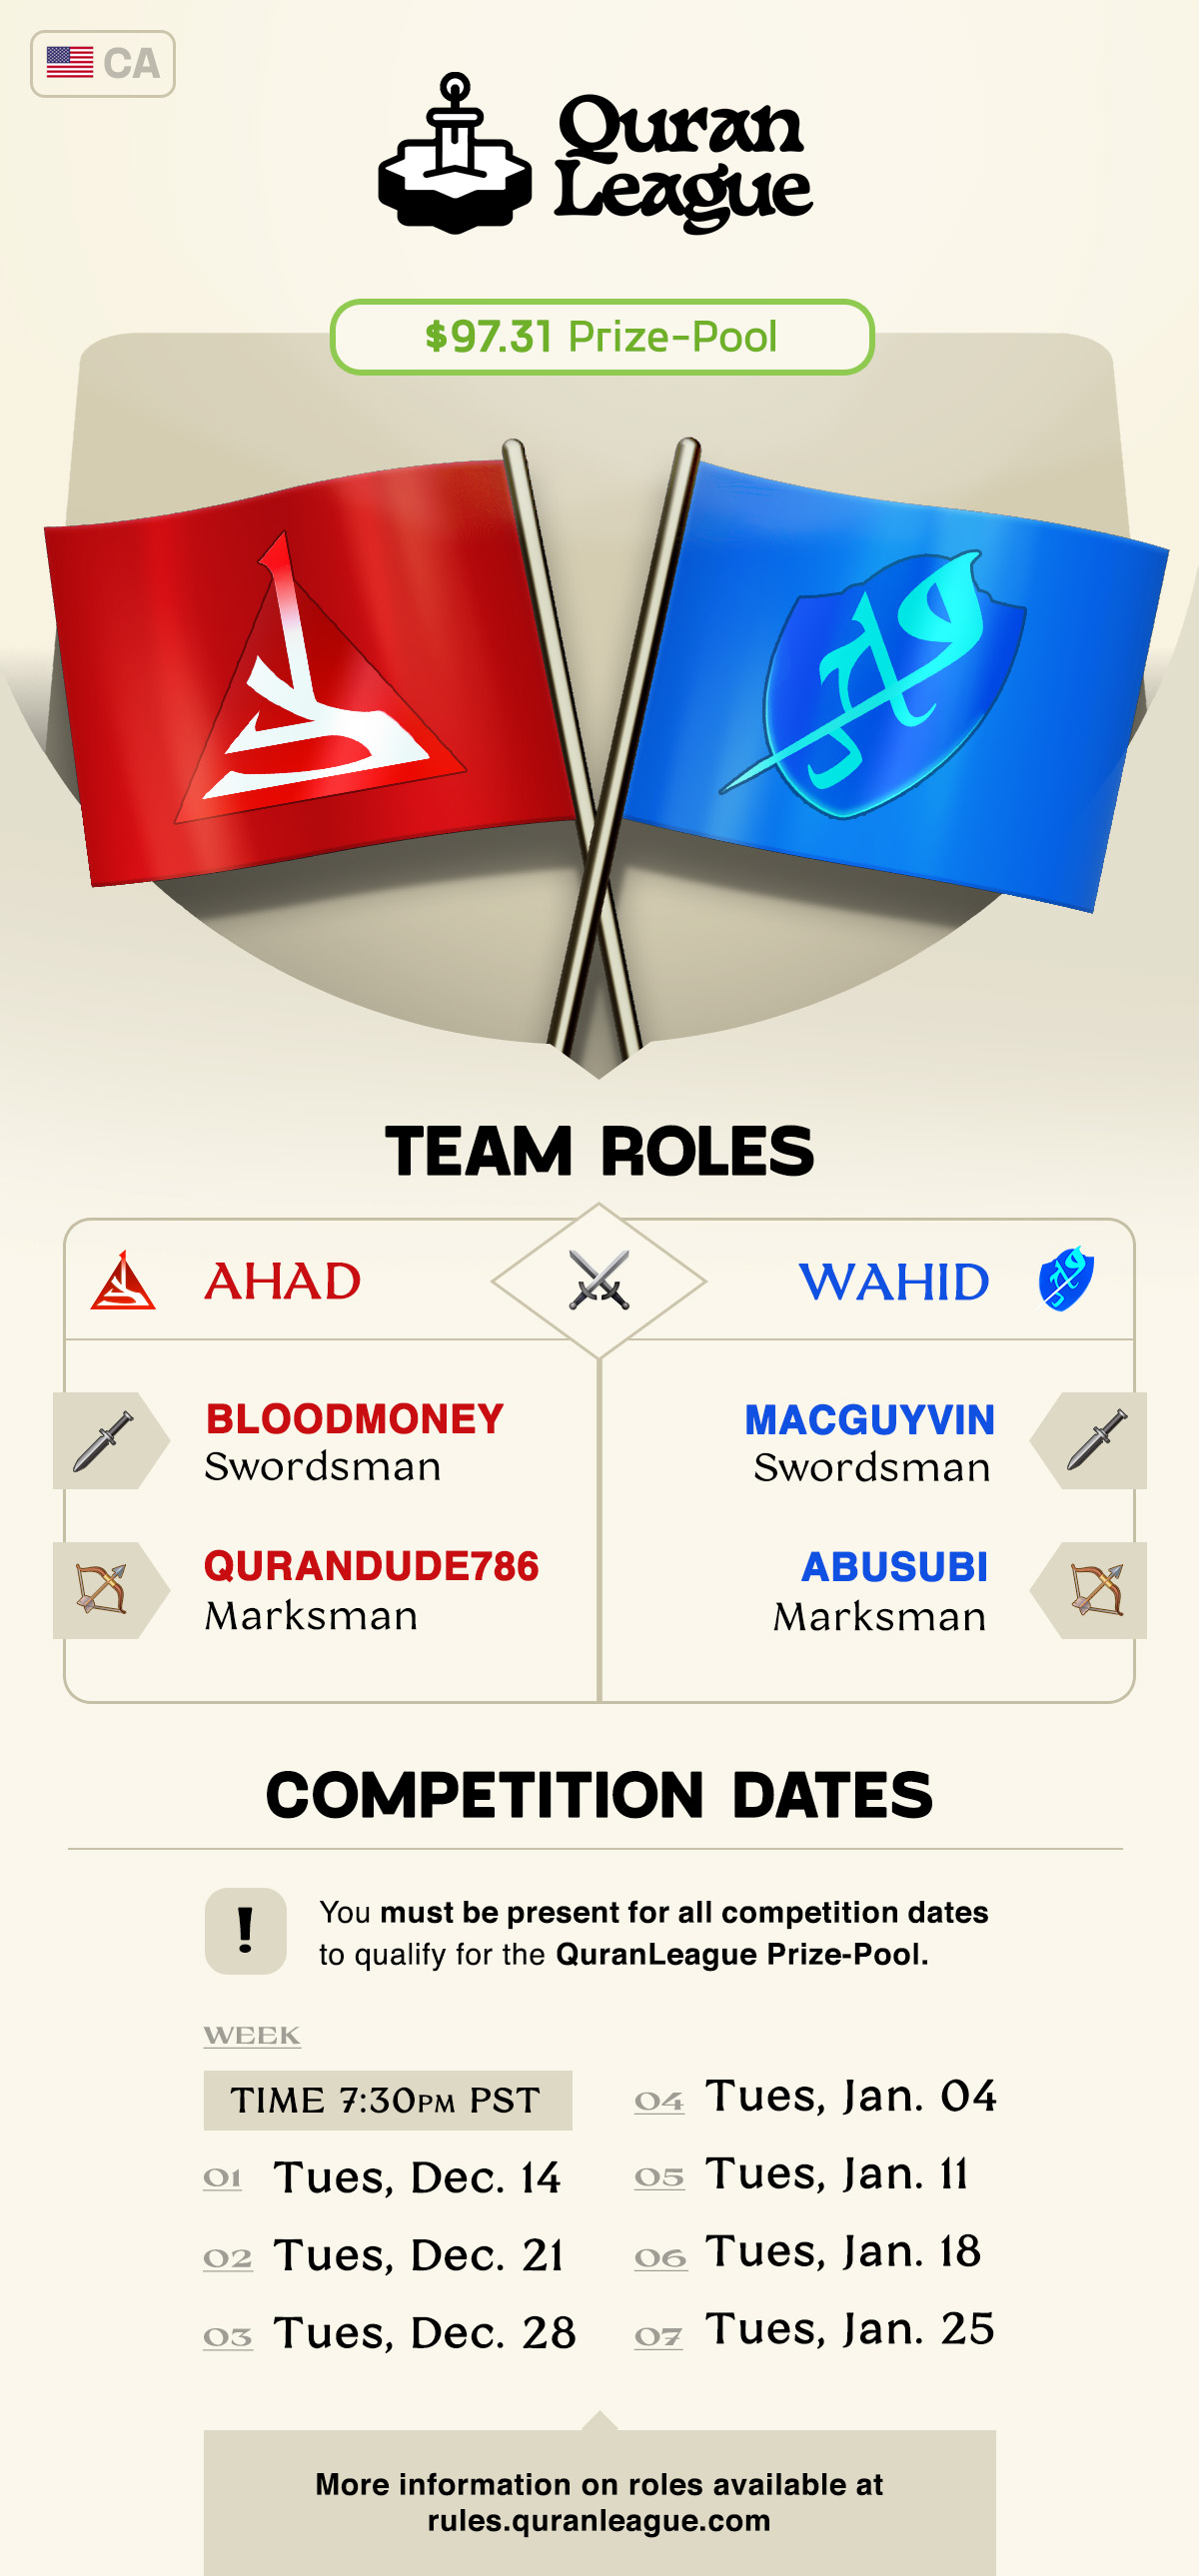 CA
Quran
League
$97.31 Prize-Pool
احد
واحد
TEAM ROLES
AHAD
WAHID
BLOODMONEY
Swordsman
MACGUYVIN
Swordsman
QURANDUDE786
Marksman
ABUSUBI
Marksman
COMPETITION DATES
!
You must be present for all competition dates
to qualify for the QuranLeague Prize-Pool.
WEEK
TIME 7:30PM PST
01 Tues, Dec. 14
02 Tues, Dec. 21
03 Tues, Dec. 28
04 Tues, Jan. 04
05 Tues, Jan. 11
06 Tues, Jan. 18
07 Tues, Jan. 25
More information on roles available at
rules.quranleague.com